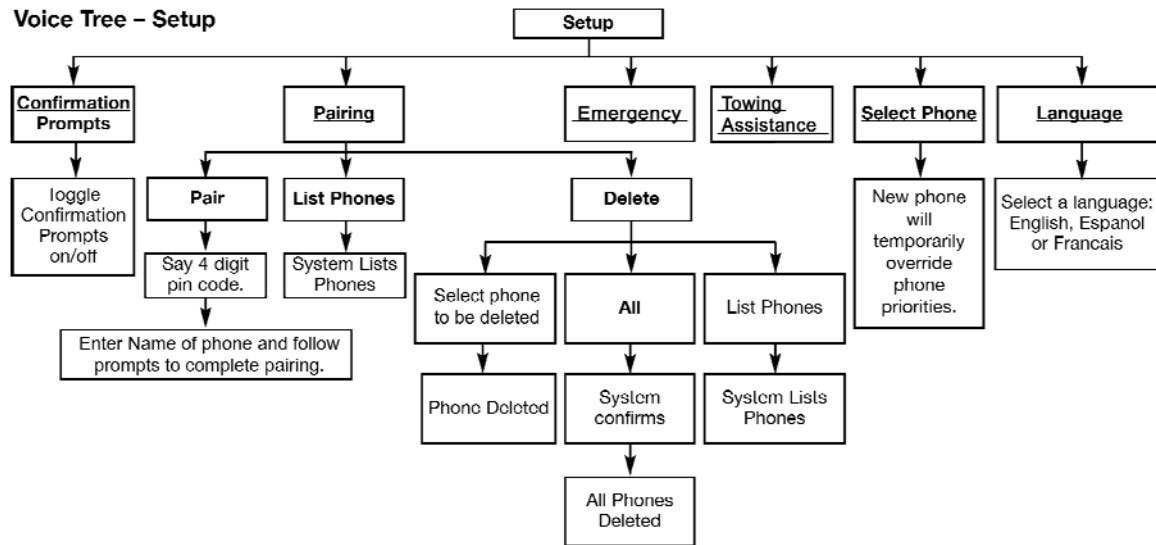 Voice Tree – Setup
Setup
Confirmation
Prompts
Pairing
Emergency
Towing
Assistance
Select Phone
Language
Toggle
Confirmation
Prompts
on/off
Pair
List Phones
Delete
New phone
will
temporarily
override
phone
priorities.
Select a language:
English, Espanol
or Francais
Say 4 digit
pin code.
System Lists
Phones
Select phone
to be deleted
All
List Phones
Enter Name of phone and follow
prompts to complete pairing.
Phone Deleted
System
confirms
System Lists
Phones
All Phones
Deleted